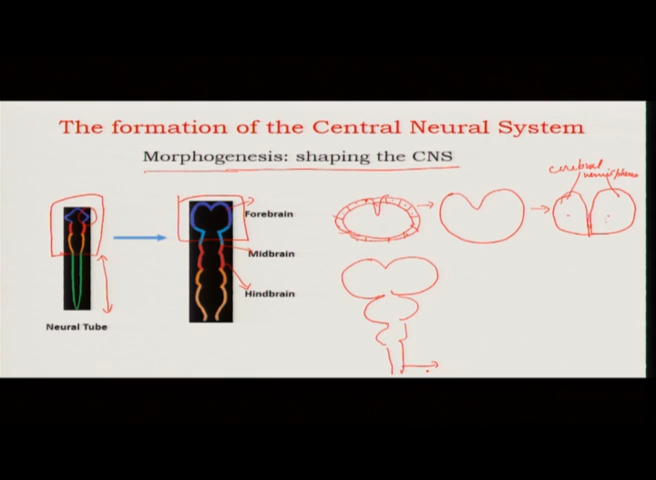 The formation of the Central Neural System
Morphogenesis: shaping the CNS
cerebral
hemispheres
Forebrain
Midbrain
Hindbrain
Neural Tube